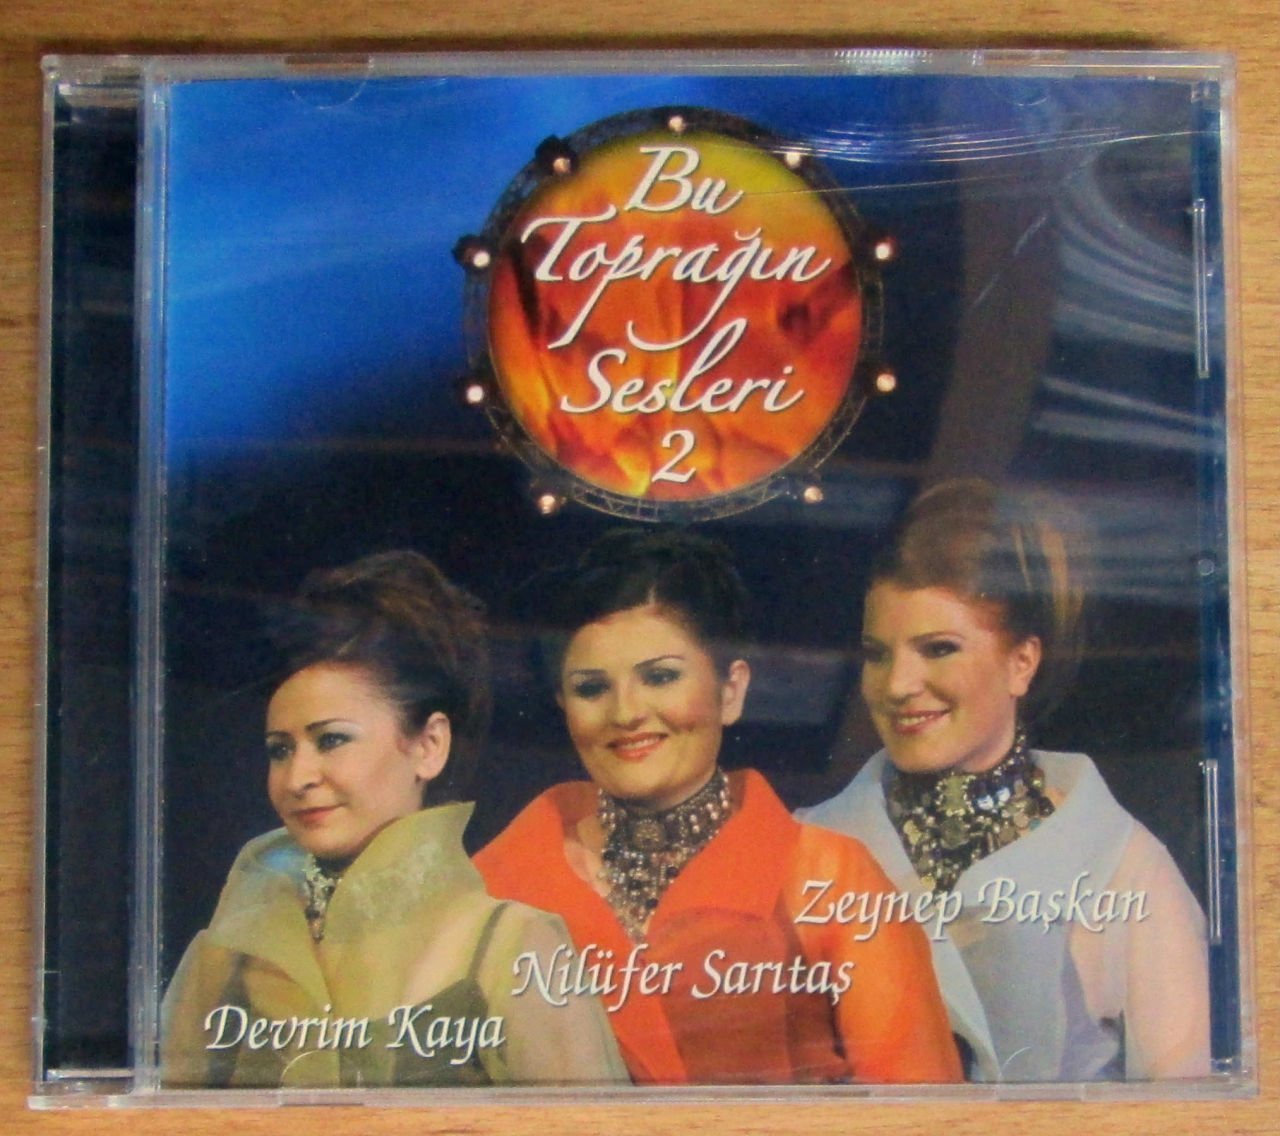 Bu
Toprağın
Sesleri
2
Zeynep Başkan
Nilüfer Sarıtaş
Devrim Kaya